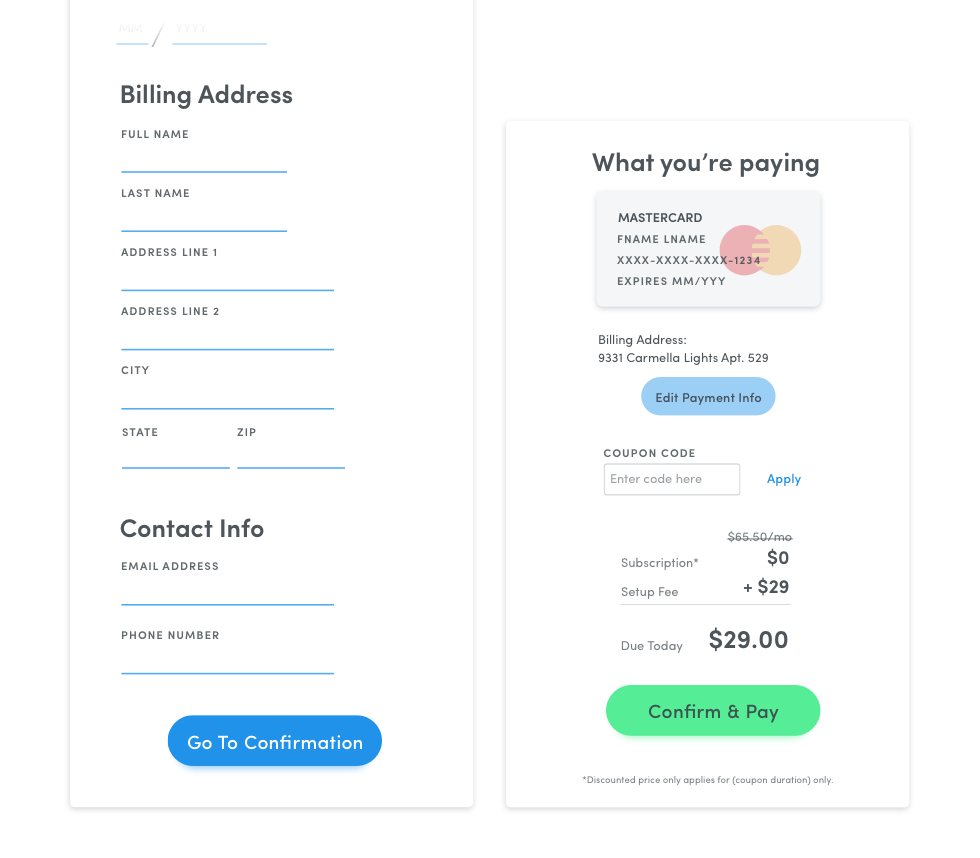 MM / YYYY
Billing Address
FULL NAME
LAST NAME
ADDRESS LINE 1
ADDRESS LINE 2
CITY
STATE ZIP
Contact Info
EMAIL ADDRESS
PHONE NUMBER
Go To Confirmation
What you're paying
MASTERCARD
FNAME LNAME
XXXX-XXXX-XXXX-1234
EXPIRES MM/YYY
Billing Address:
9331 Carmella Lights Apt. 529
Edit Payment Info
COUPON CODE
Enter code here Apply
$65.50/mo
Subscription* $0
Setup Fee + $29
Due Today $29.00
Confirm & Pay
*Discounted price only applies for (coupon duration) only.